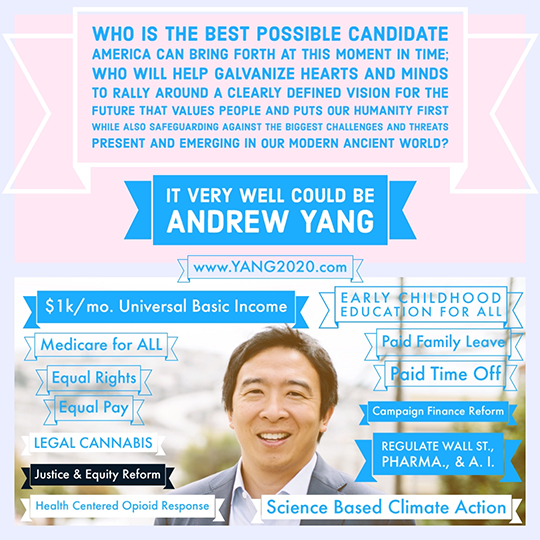 WHO IS THE BEST POSSIBLE CANDIDATE
AMERICA CAN BRING FORTH AT THIS MOMENT IN TIME;
WHO WILL HELP GALVANIZE HEARTS AND MINDS
TO RALLY AROUND A CLEARLY DEFINED VISION FOR THE
FUTURE THAT VALUES PEOPLE AND PUTS OUR HUMANITY FIRST
WHILE ALSO SAFEGUARDING AGAINST THE BIGGEST CHALLENGES AND THREATS
PRESENT AND EMERGING IN OUR MODERN ANCIENT WORLD?
IT VERY WELL COULD BE
ANDREW YANG
www.YANG2020.com
$1k/mo. Universal Basic Income
Medicare for ALL
Equal Rights
Equal Pay
LEGAL CANNABIS
Justice & Equity Reform
Health Centered Opioid Response
EARLY CHILDHOOD
EDUCATION FOR ALL
Paid Family Leave
Paid Time Off
Campaign Finance Reform
REGULATE WALL ST.,
PHARMA., & A. I.
Science Based Climate Action